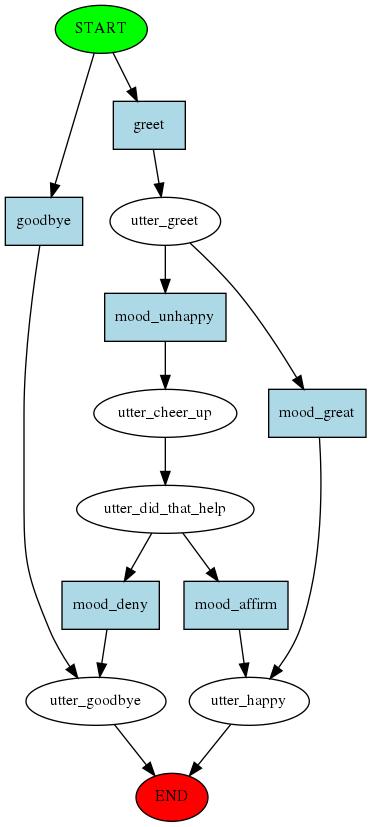 START
greet
goodbye
utter_greet
mood_unhappy
mood_great
utter_cheer_up
utter_did_that_help
mood_deny
mood_affirm
utter_goodbye
utter_happy
END